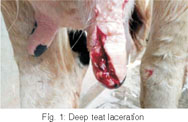 Fig. 1: Deep teat laceration